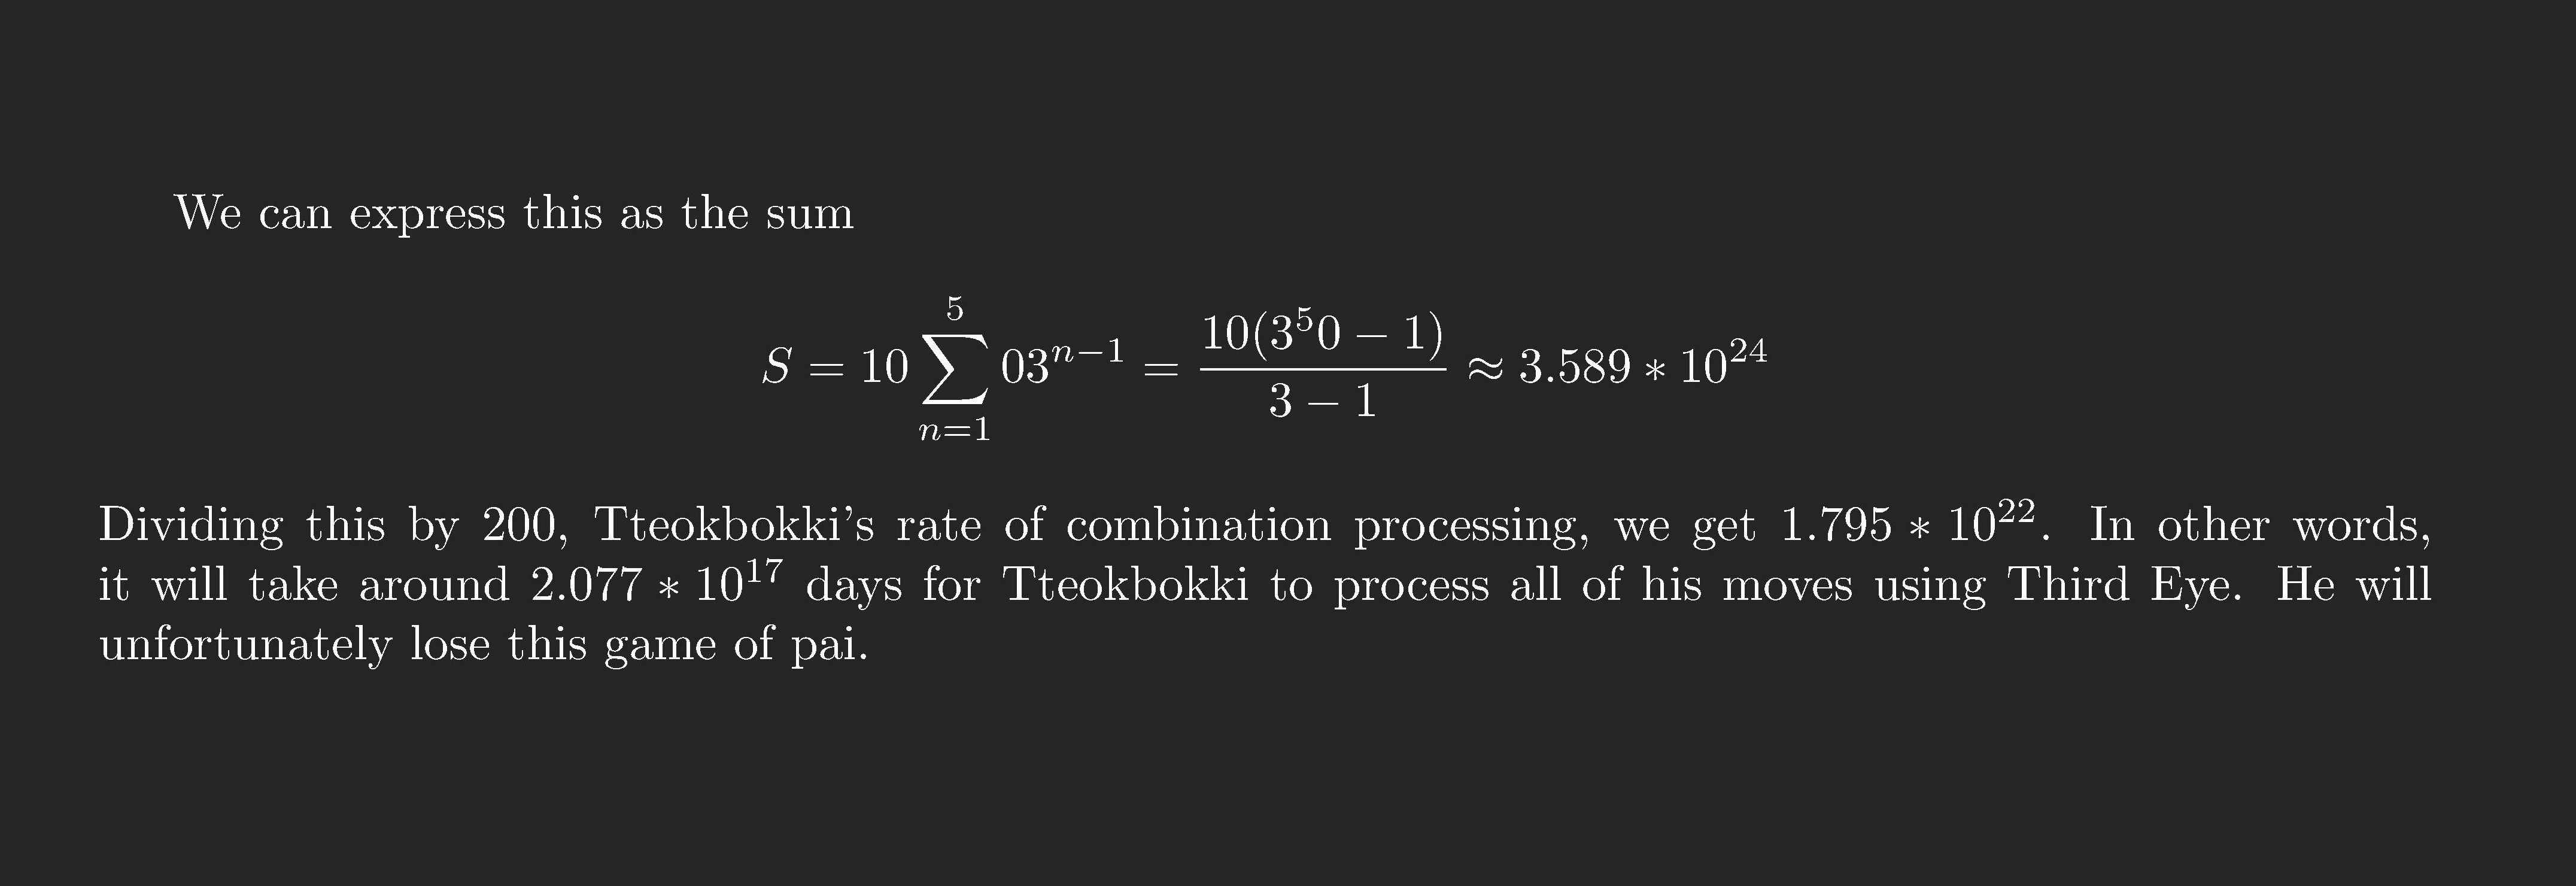 We can express this as the sum
S = 10 \sum_{n=1}^{5} 03^{n-1} = \frac{10(3^5 0 - 1)}{3 - 1} ≈ 3.589 * 10^{24}
Dividing this by 200, Tteokbokki's rate of combination processing, we get 1.795 * 10^{22}. In other words,
it will take around 2.077 * 10^{17} days for Tteokbokki to process all of his moves using Third Eye. He will
unfortunately lose this game of pai.